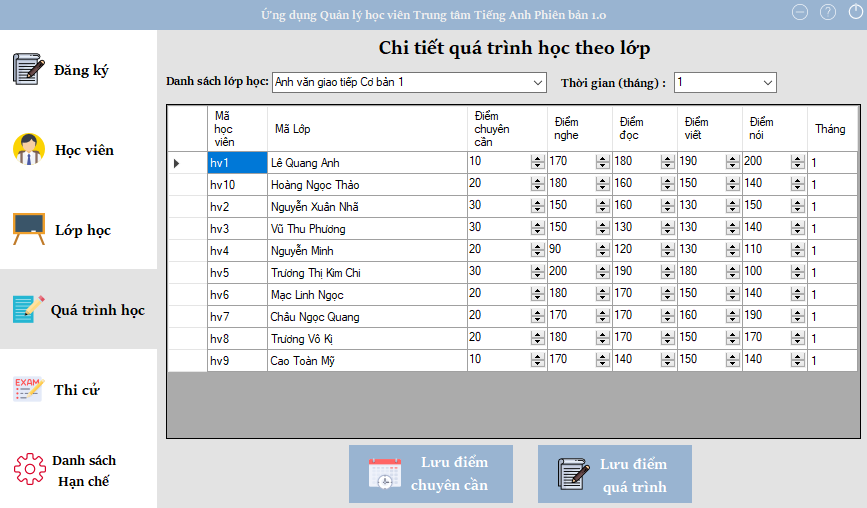 Ứng dụng Quản lý học viên Trung tâm Tiếng Anh Phiên bản 1.0
Đăng ký
Học viên
Lớp học
Quá trình học
EXAM
Thi cử
Danh sách
Hạn chế
Chi tiết quá trình học theo lớp
Danh sách lớp học: Anh văn giao tiếp Cơ bản 1 Thời gian (tháng) : 1
Mã học viên Mã Lớp Điểm chuyên cần Điểm nghe Điểm đọc Điểm viết Điểm nói Tháng
hv1 Lê Quang Anh 10 170 180 190 200 1
hv10 Hoàng Ngọc Thảo 20 180 160 150 140 1
hv2 Nguyễn Xuân Nhã 30 150 160 130 150 1
hv3 Vũ Thu Phương 30 150 130 130 140 1
hv4 Nguyễn Minh 20 90 120 130 110 1
hv5 Trương Thị Kim Chi 30 200 190 180 100 1
hv6 Mạc Linh Ngọc 20 180 170 150 140 1
hv7 Châu Ngọc Quang 20 170 170 160 190 1
hv8 Trương Vô Kị 20 180 170 150 170 1
hv9 Cao Toàn Mỹ 10 170 140 150 140 1
Lưu điểm
chuyên cần
Lưu điểm
quá trình